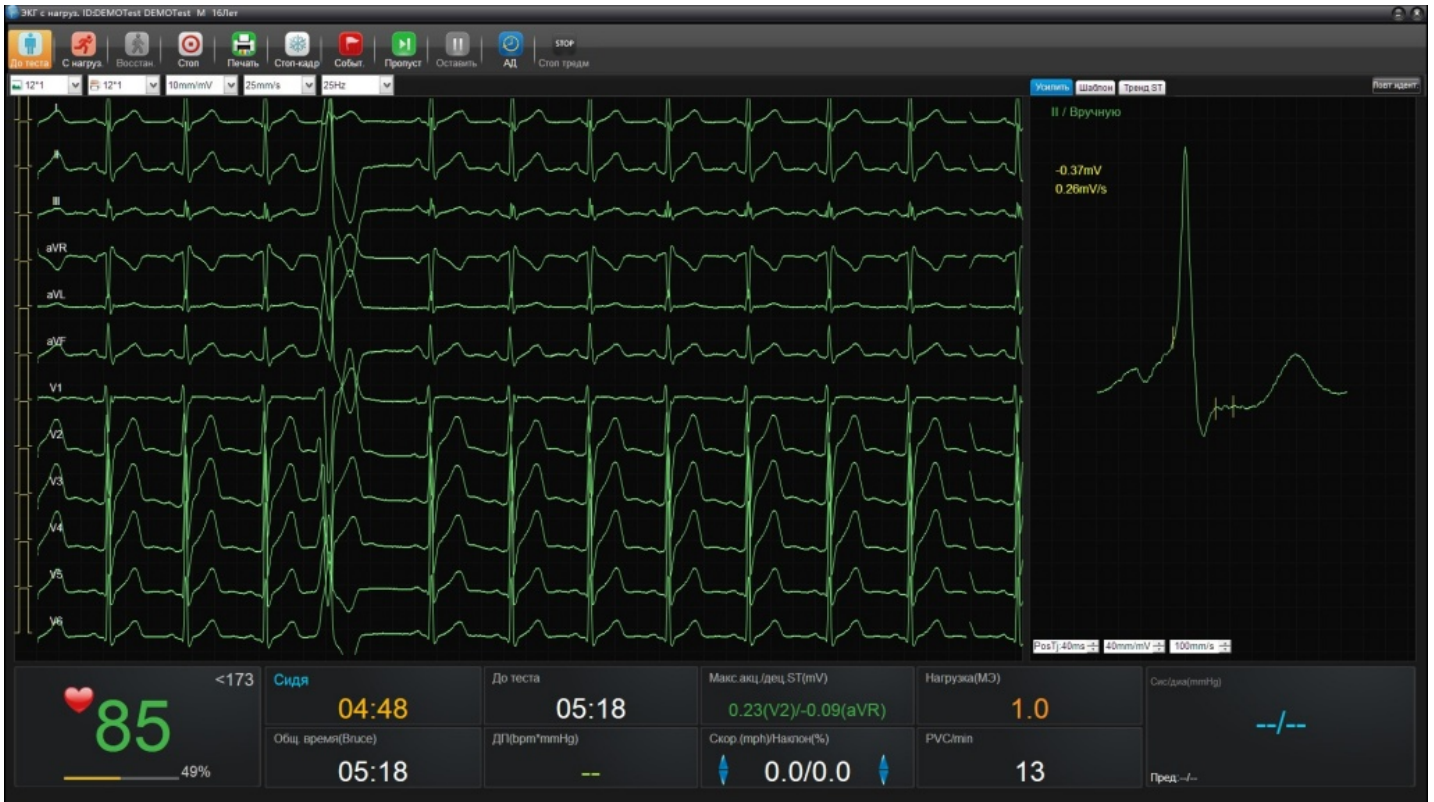 ЭКГ с нагруз. ID:DEMOTest DEMOTest M 16Лет
До теста С нагруз. Восстан. Стоп Печать Стоп-кадр Событ. Пропуст Оставить АД STOP Стоп тредм
12*1 12*1 10mm/mV 25mm/s 25Hz
Усилить Шаблон Тренд ST Повт идент.
II / Вручную
-0.37mV
0.26mV/s
I
II
III
aVR
aVL
aVF
V1
V2
V3
V4
V5
V6
PosTj:40ms 40mm/mV 100mm/s
<173 Сидя До теста Макс.акц./дец.ST(mV) Нагрузка(МЭ) Сис/диа(mmHg)
85 04:48 05:18 0.23(V2)/-0.09(aVR) 1.0 --/--
Общ. время(Bruce) ДП(bpm*mmHg) Скор.(mph)/Наклон(%) PVC/min
49% 05:18 -- 0.0/0.0 13 Пред:--/--